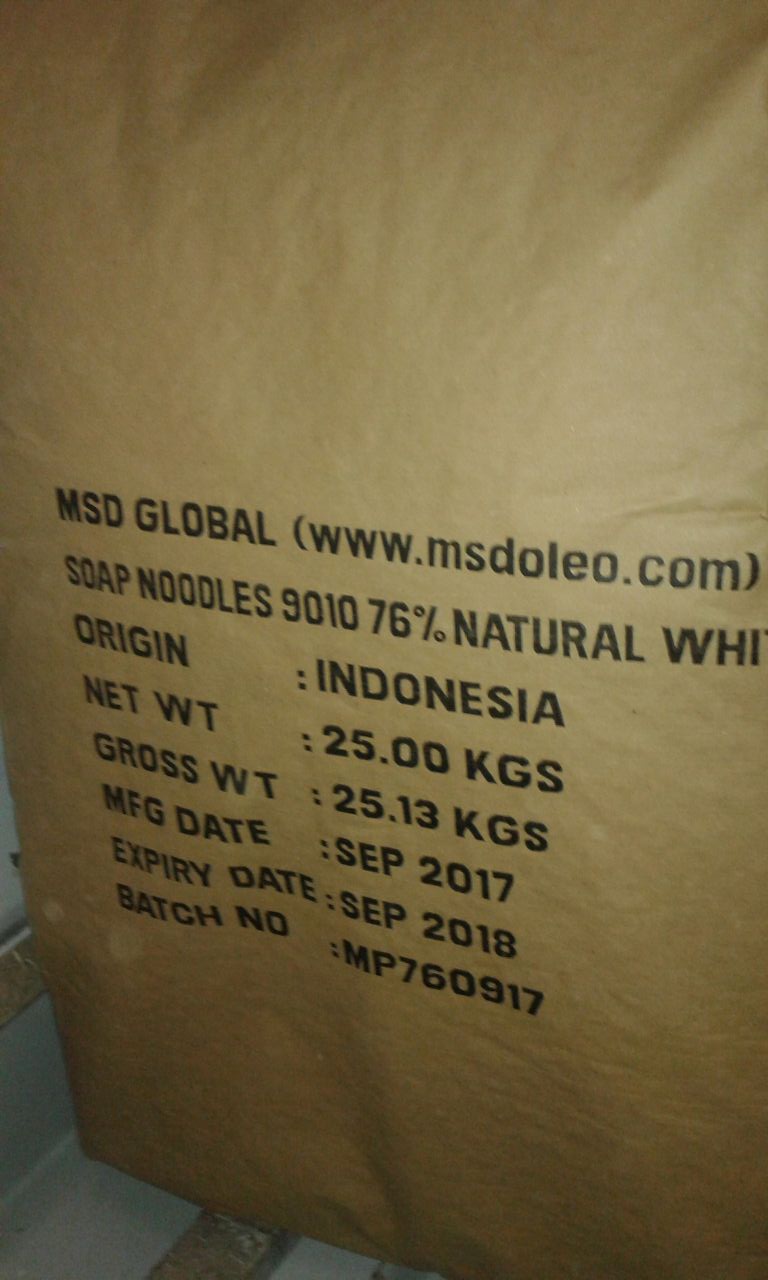 MSD GLOBAL (www.msdoleo.com)
SOAP NOODLES 9010 76% NATURAL WHI
ORIGIN : INDONESIA
NET WT : 25.00 KGS
GROSS WT : 25.13 KGS
MFG DATE : SEP 2017
EXPIRY DATE : SEP 2018
BATCH NO : MP760917